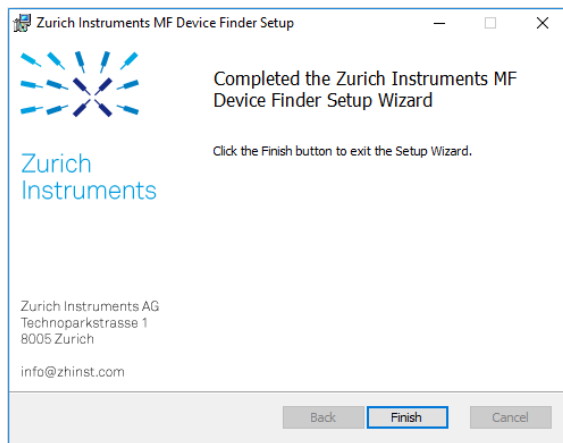 Zurich Instruments MF Device Finder Setup
Completed the Zurich Instruments MF
Device Finder Setup Wizard
Click the Finish button to exit the Setup Wizard.
Zurich
Instruments
Zurich Instruments AG
Technoparkstrasse 1
8005 Zurich
info@zhinst.com
Back Finish Cancel